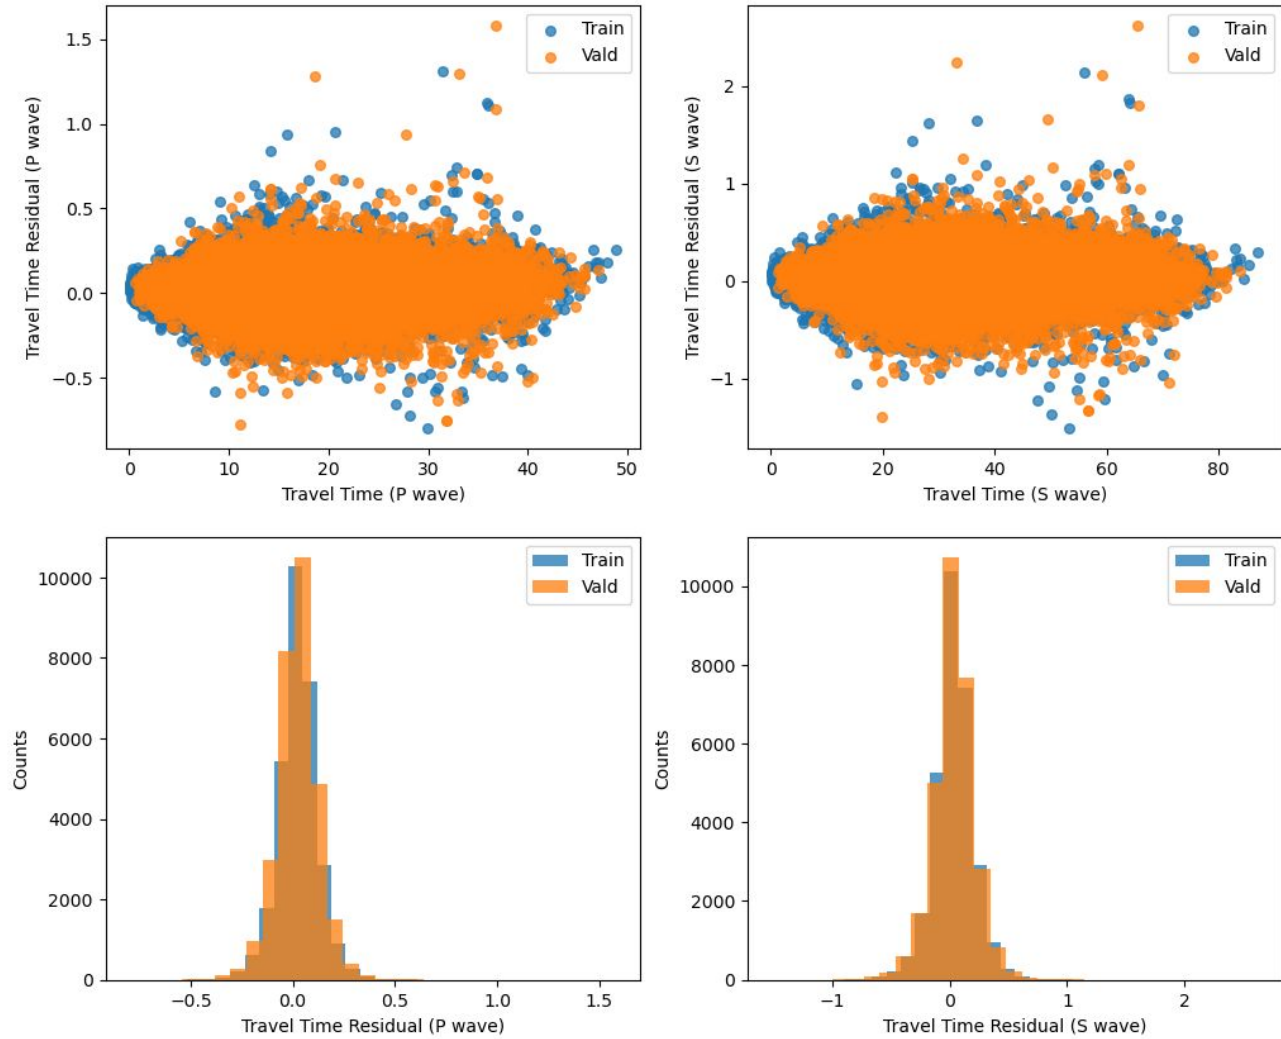 Travel Time Residual (P wave)
1.5
1.0
0.5
0.0
−0.5
Train
Vald
0 10 20 30 40 50
Travel Time (P wave)
Travel Time Residual (S wave)
2
1
0
−1
Train
Vald
0 20 40 60 80
Travel Time (S wave)
Counts
10000
8000
6000
4000
2000
0
Train
Vald
−0.5 0.0 0.5 1.0 1.5
Travel Time Residual (P wave)
Counts
10000
8000
6000
4000
2000
0
Train
Vald
−1 0 1 2
Travel Time Residual (S wave)